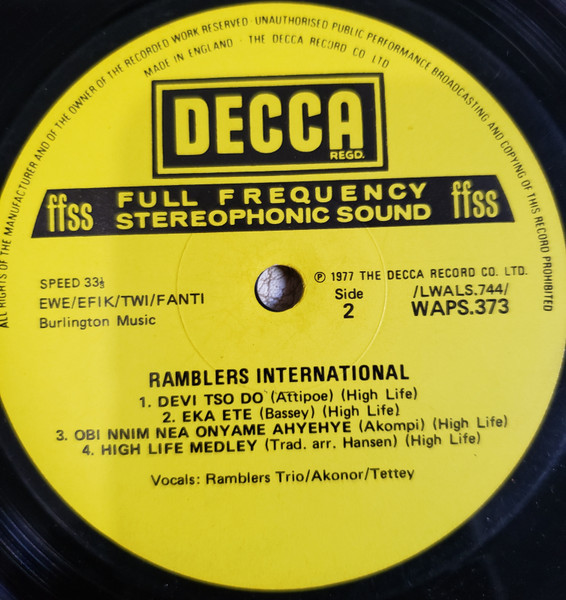 ALL RIGHTS OF THE MANUFACTURER AND OF THE OWNER OF THE RECORDED WORK RESERVED · UNAUTHORISED PUBLIC PERFORMANCE BROADCASTING AND COPYING OF THIS RECORD PROHIBITED
MADE IN ENGLAND · THE DECCA RECORD CO LTD
DECCA
REGD.
ffss FULL FREQUENCY ffss
STEREOPHONIC SOUND
SPEED 33⅓
EWE/EFIK/TWI/FANTI
Burlington Music
℗ 1977 THE DECCA RECORD CO. LTD.
Side /LWALS.744/
2 WAPS.373
RAMBLERS INTERNATIONAL
1. DEVI TSO DO (Attipoe) (High Life)
2. EKA ETE (Bassey) (High Life)
3. OBI NNIM NEA ONYAME AHYEHYE (Akompi) (High Life)
4. HIGH LIFE MEDLEY (Trad. arr. Hansen) (High Life)
Vocals: Ramblers Trio/Akonor/Tettey